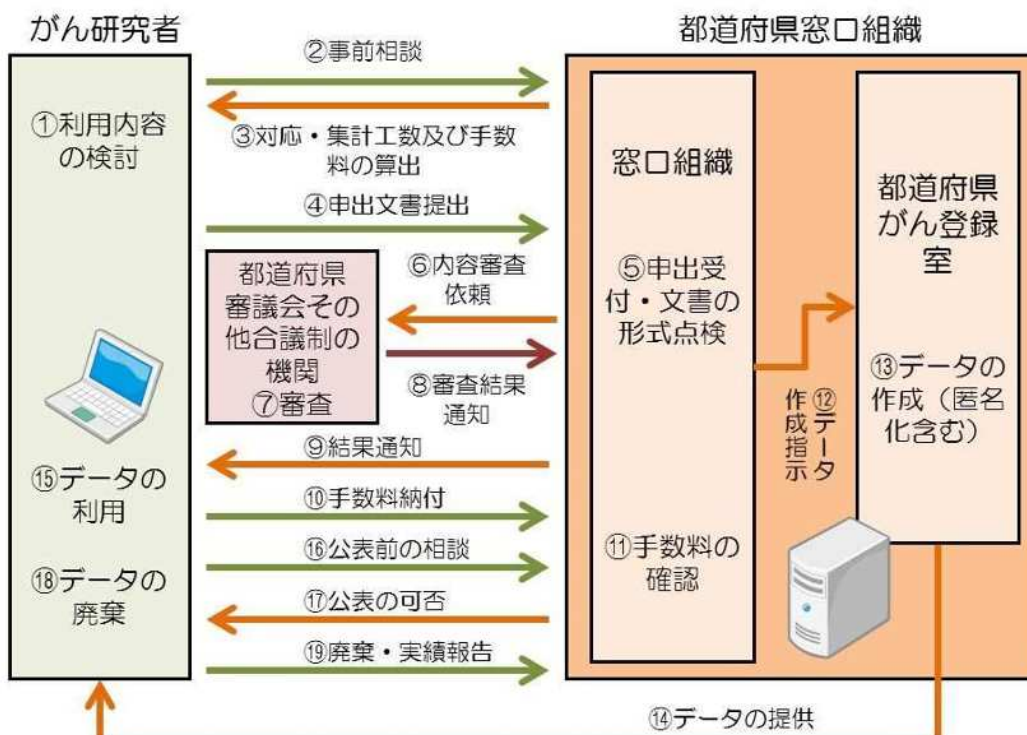 がん研究者
都道府県窓口組織
②事前相談
①利用内容
の検討
③対応・集計工数及び手数
料の算出
④申出文書提出
都道府県
審議会その
他合議制の
機関
⑦審査
⑥内容審査
依頼
⑧審査結果
通知
窓口組織
⑤申出受
付・文書の
形式点検
都道府県
がん登録
室
⑬データの
作成（匿名
化含む）
⑫データ
作成指示
⑨結果通知
⑮データの
利用
⑩手数料納付
⑯公表前の相談
⑪手数料の
確認
⑱データの
廃棄
⑰公表の可否
⑲廃棄・実績報告
⑭データの提供